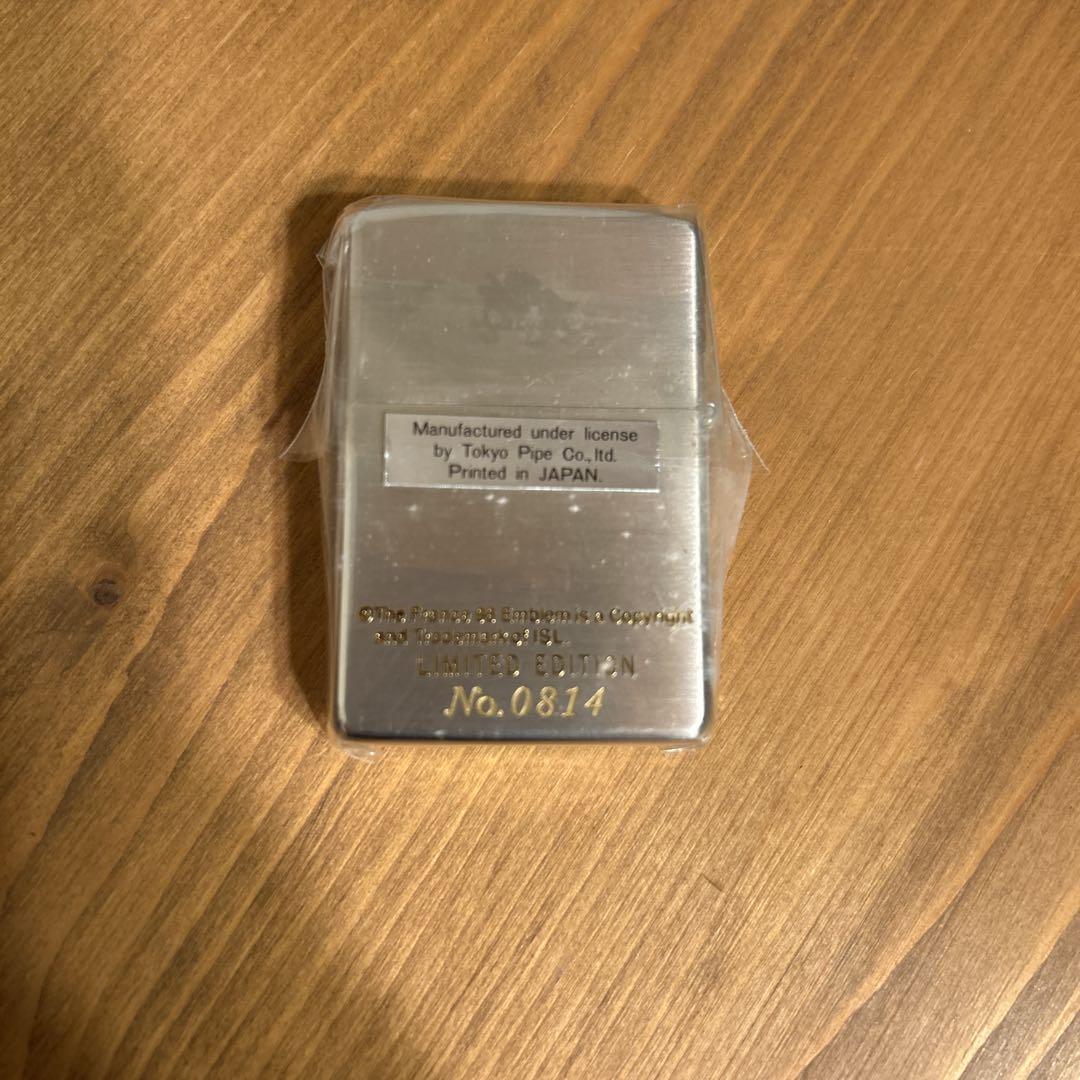 Manufactured under license
by Tokyo Pipe Co., ltd.
Printed in JAPAN.
©The France 98 Emblem is a Copyright
and Trademark of ISL.
LIMITED EDITION
No. 0814